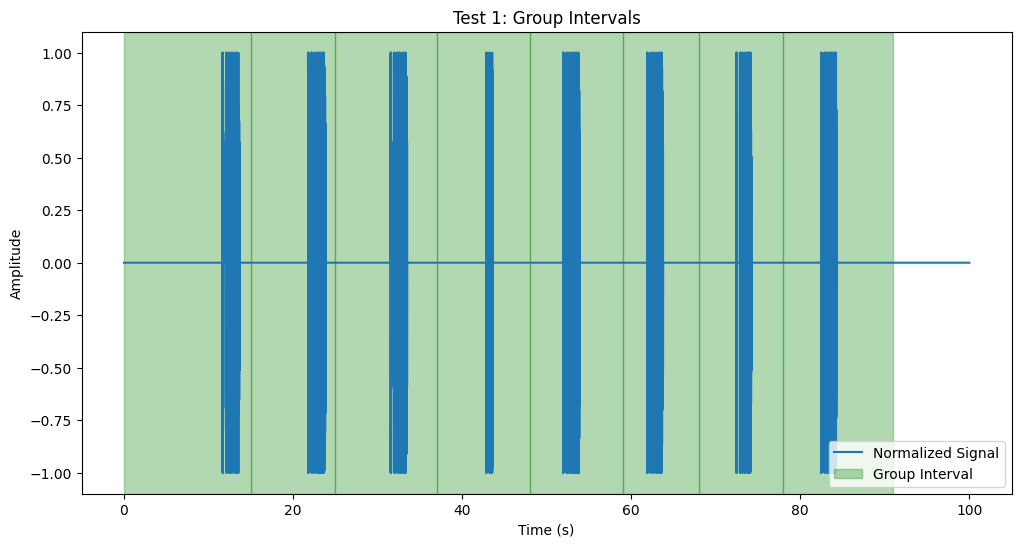 Test 1: Group Intervals
Amplitude
1.00
0.75
0.50
0.25
0.00
−0.25
−0.50
−0.75
−1.00
Normalized Signal
Group Interval
0 20 40 60 80 100
Time (s)